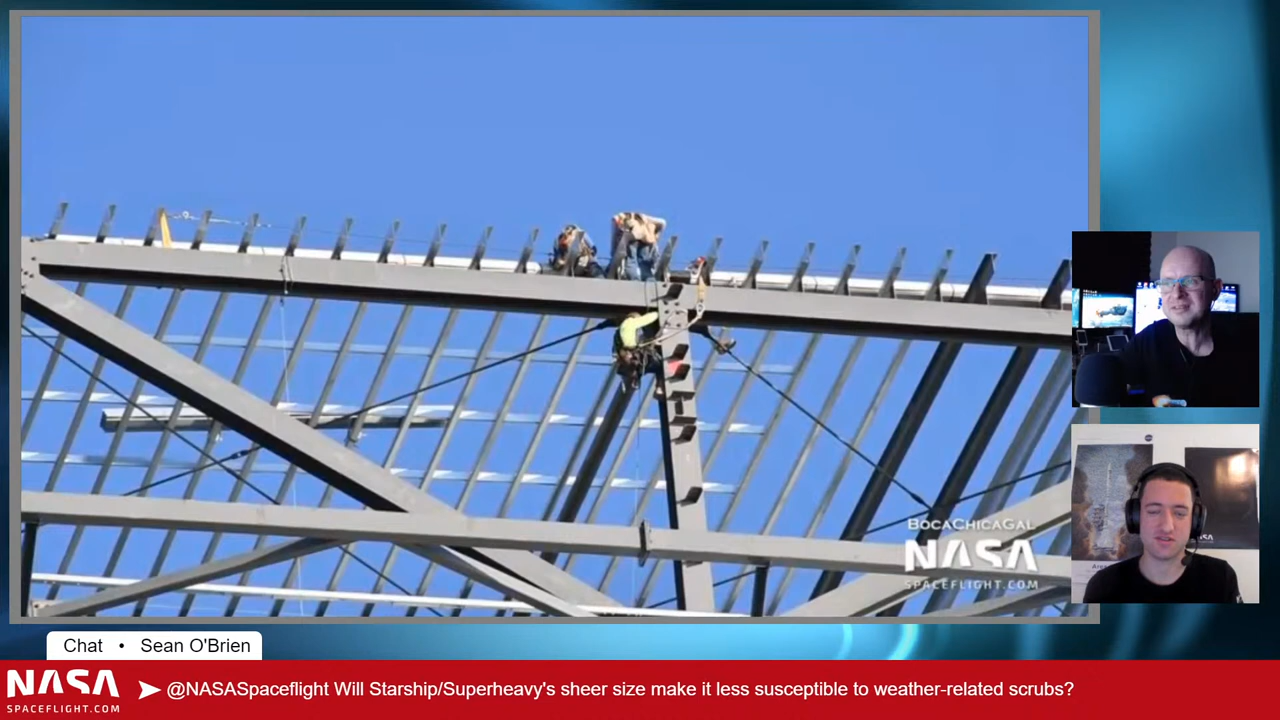 BOCACHICAGAL
NASA
SPACEFLIGHT.COM
Chat • Sean O'Brien
NASA
SPACEFLIGHT.COM
@NASASpaceflight Will Starship/Superheavy's sheer size make it less susceptible to weather-related scrubs?